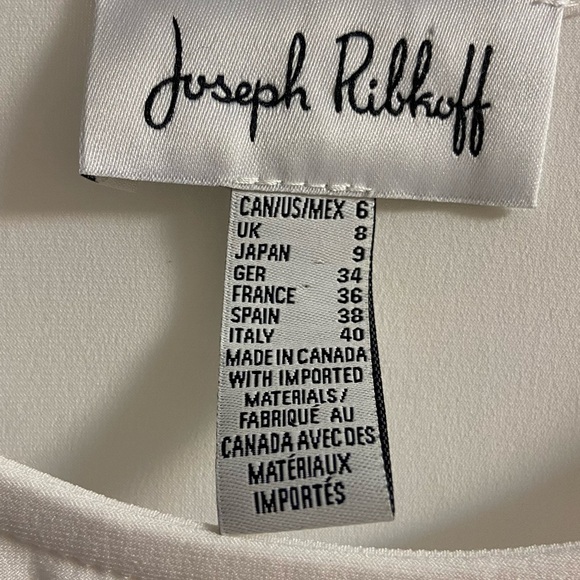 Joseph Ribkoff
CAN/US/MEX 6
UK 8
JAPAN 9
GER 34
FRANCE 36
SPAIN 38
ITALY 40
MADE IN CANADA
WITH IMPORTED
MATERIALS/
FABRIQUÉ AU
CANADA AVEC DES
MATÉRIAUX
IMPORTÉS